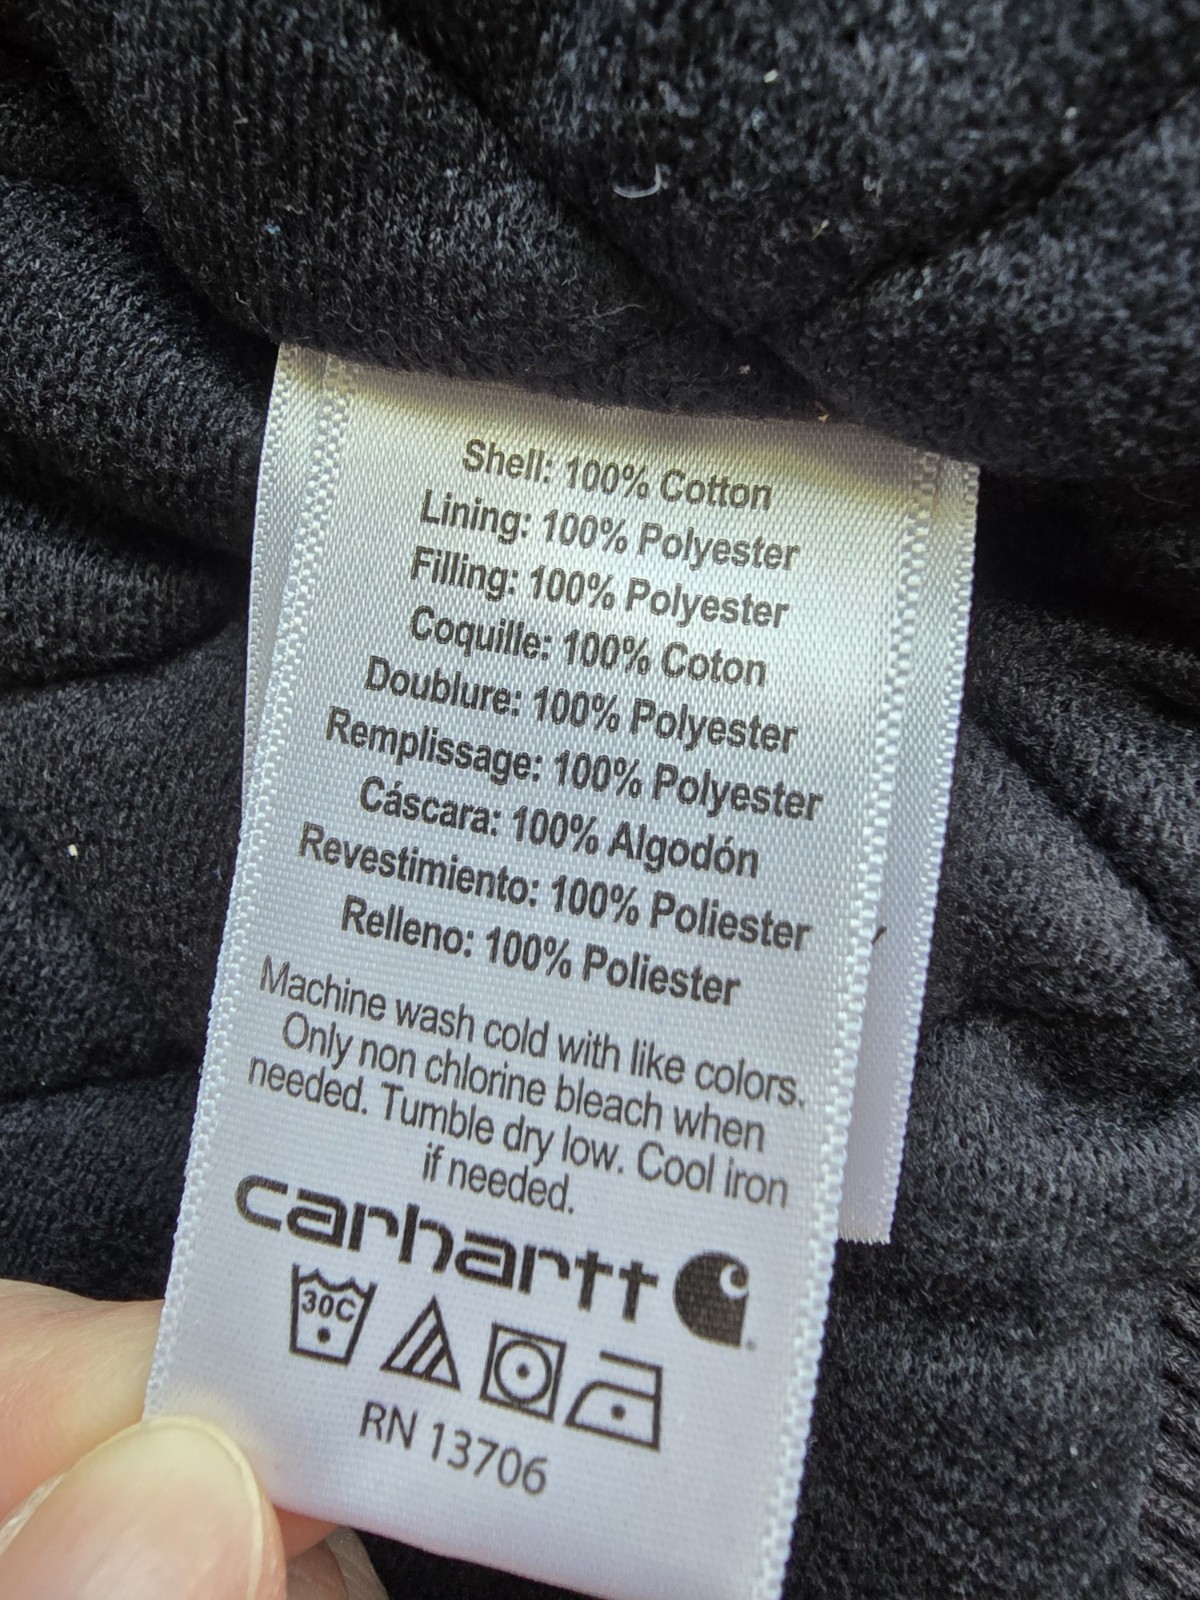 Shell: 100% Cotton
Lining: 100% Polyester
Filling: 100% Polyester
Coquille: 100% Coton
Doublure: 100% Polyester
Remplissage: 100% Polyester
Cáscara: 100% Algodón
Revestimiento: 100% Poliester
Relleno: 100% Poliester
Machine wash cold with like colors.
Only non chlorine bleach when
needed. Tumble dry low. Cool iron
if needed.
carhartt
30C
RN 13706